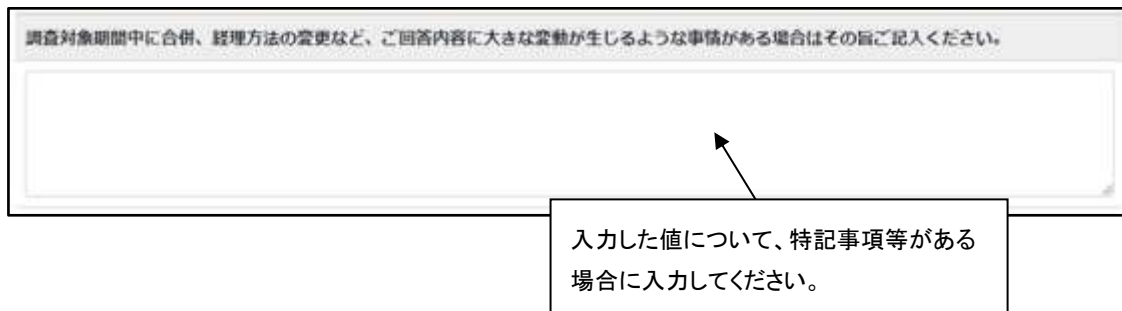 調査対象期間中に合併、経理方法の変更など、ご回答内容に大きな変動が生じるような事情がある場合はその旨ご記入ください。
入力した値について、特記事項等がある
場合に入力してください。